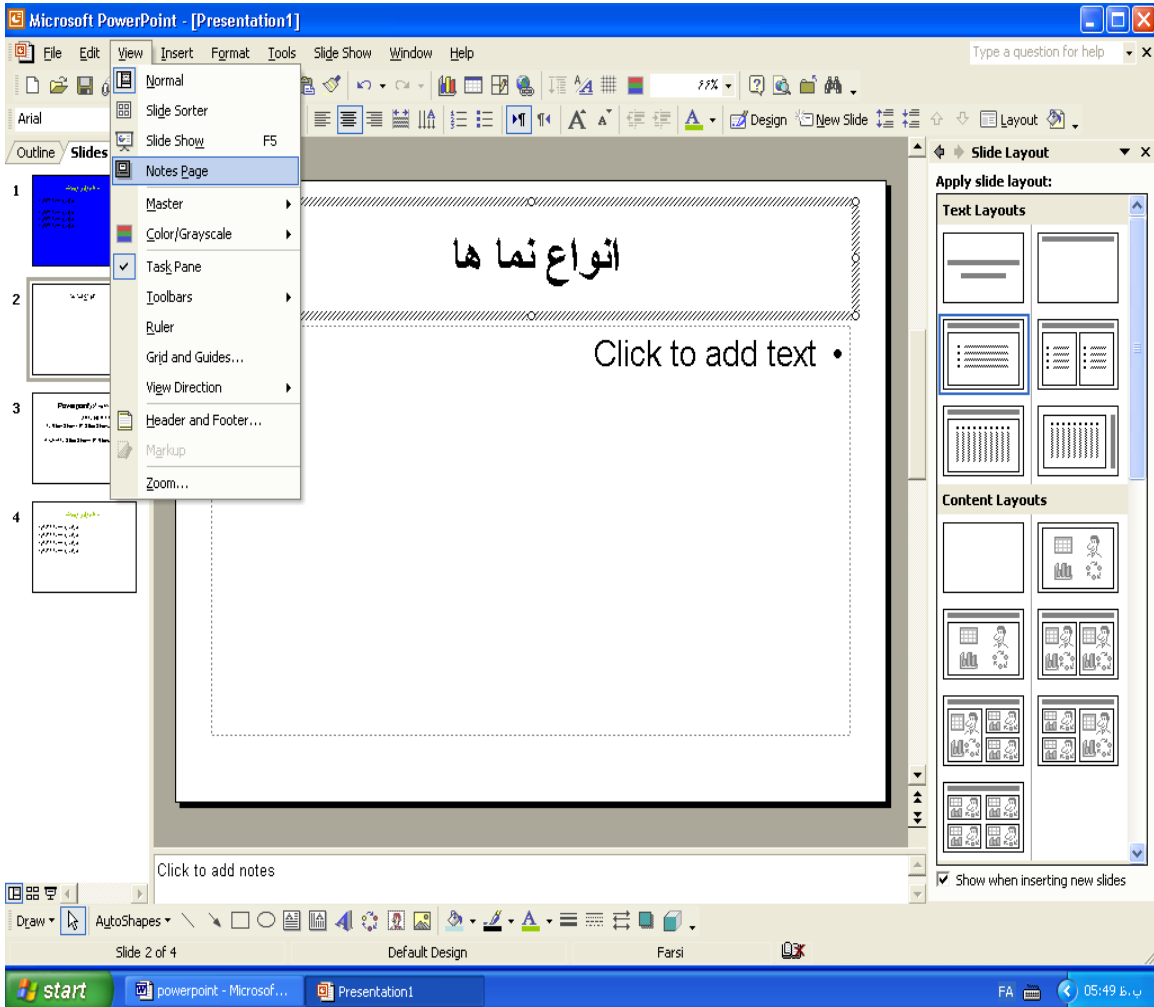 Microsoft PowerPoint - [Presentation1]
File Edit View Insert Format Tools Slide Show Window Help
Type a question for help
Arial
Design New Slide Layout
Normal
Slide Sorter
Slide Show F5
Notes Page
Master
Color/Grayscale
Task Pane
Toolbars
Ruler
Grid and Guides...
View Direction
Header and Footer...
Markup
Zoom...
Outline Slides
1
2
3
4
انواع نما ها
Click to add text •
Click to add notes
Slide Layout
Apply slide layout:
Text Layouts
Content Layouts
Show when inserting new slides
Draw AutoShapes
Slide 2 of 4 Default Design Farsi
start powerpoint - Microsof... Presentation1 FA 05:49 ب.ظ